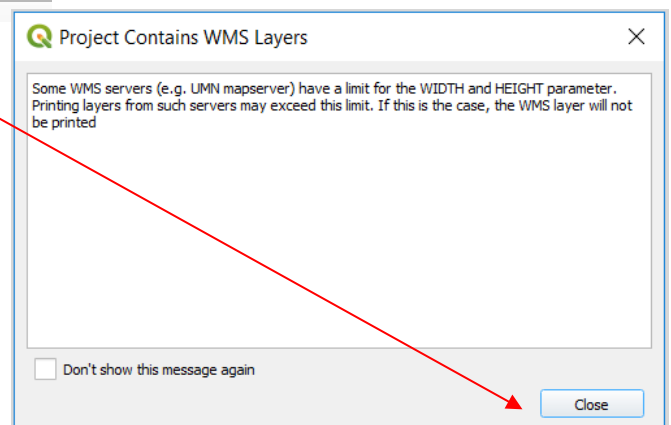 Project Contains WMS Layers
Some WMS servers (e.g. UMN mapserver) have a limit for the WIDTH and HEIGHT parameter.
Printing layers from such servers may exceed this limit. If this is the case, the WMS layer will not
be printed
Don't show this message again
Close